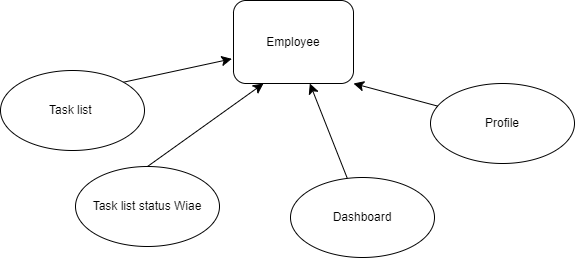 Employee
Task list
Profile
Task list status Wiae
Dashboard